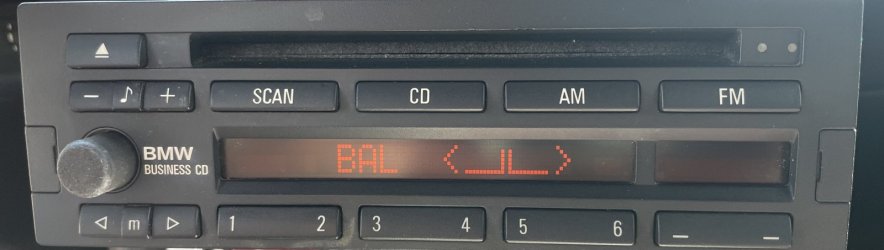 − ♪ + SCAN CD AM FM
BMW
BUSINESS CD
BAL
m 1 2 3 4 5 6